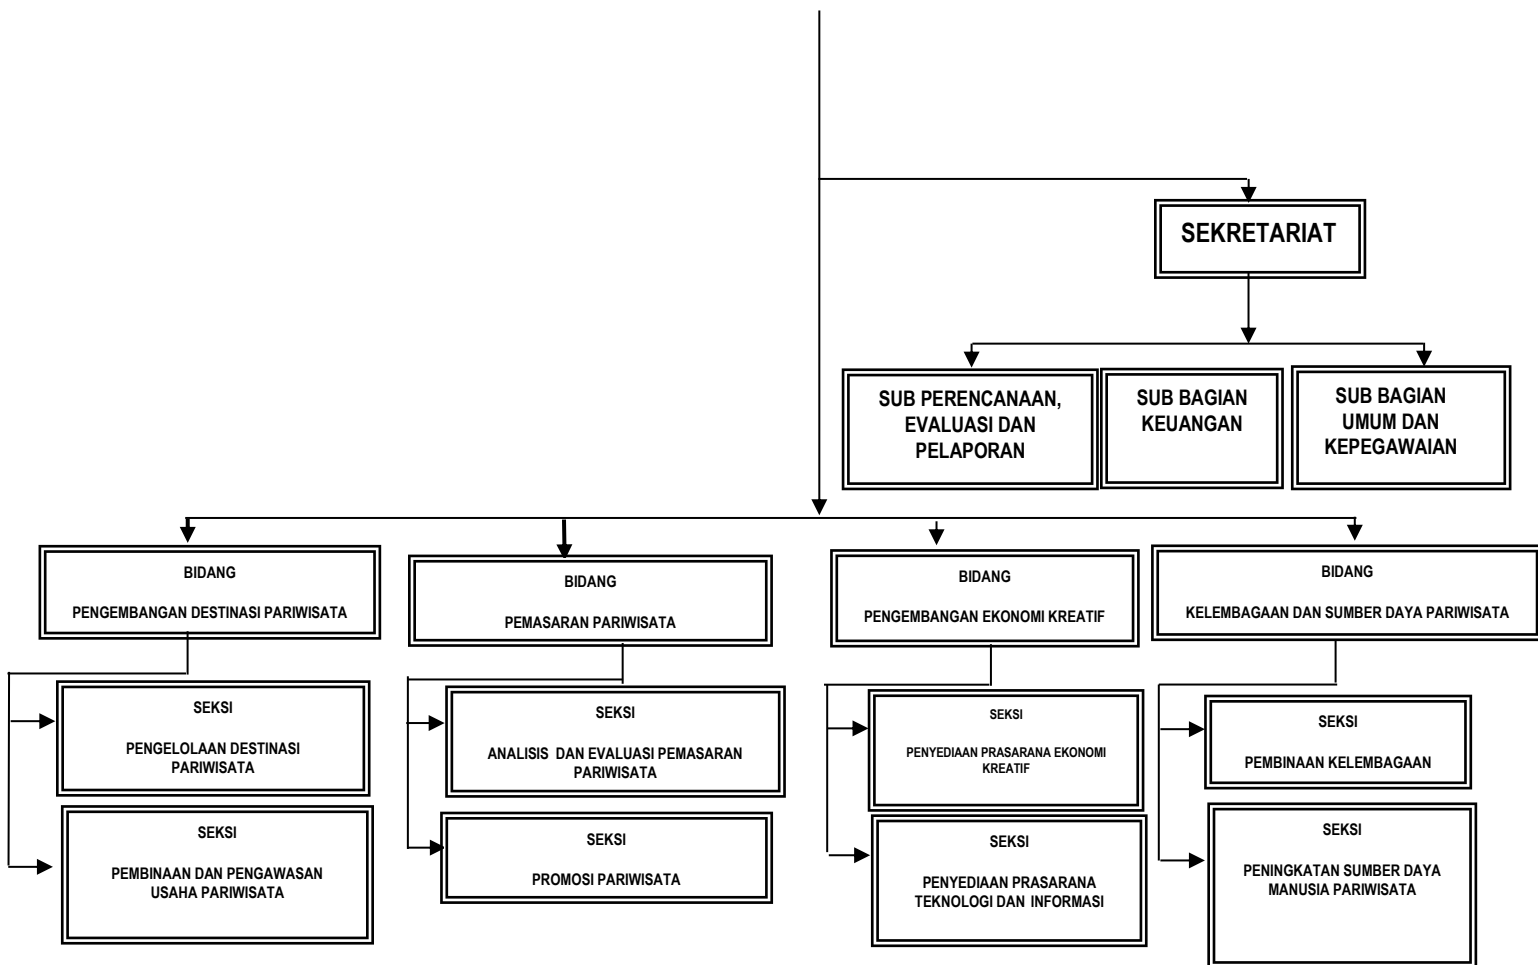 SEKRETARIAT
SUB PERENCANAAN,
EVALUASI DAN
PELAPORAN
SUB BAGIAN
KEUANGAN
SUB BAGIAN
UMUM DAN
KEPEGAWAIAN
BIDANG
PENGEMBANGAN DESTINASI PARIWISATA
BIDANG
PEMASARAN PARIWISATA
BIDANG
PENGEMBANGAN EKONOMI KREATIF
BIDANG
KELEMBAGAAN DAN SUMBER DAYA PARIWISATA
SEKSI
PENGELOLAAN DESTINASI
PARIWISATA
SEKSI
ANALISIS DAN EVALUASI PEMASARAN
PARIWISATA
SEKSI
PENYEDIAAN PRASARANA EKONOMI
KREATIF
SEKSI
PEMBINAAN KELEMBAGAAN
SEKSI
PEMBINAAN DAN PENGAWASAN
USAHA PARIWISATA
SEKSI
PROMOSI PARIWISATA
SEKSI
PENYEDIAAN PRASARANA
TEKNOLOGI DAN INFORMASI
SEKSI
PENINGKATAN SUMBER DAYA
MANUSIA PARIWISATA